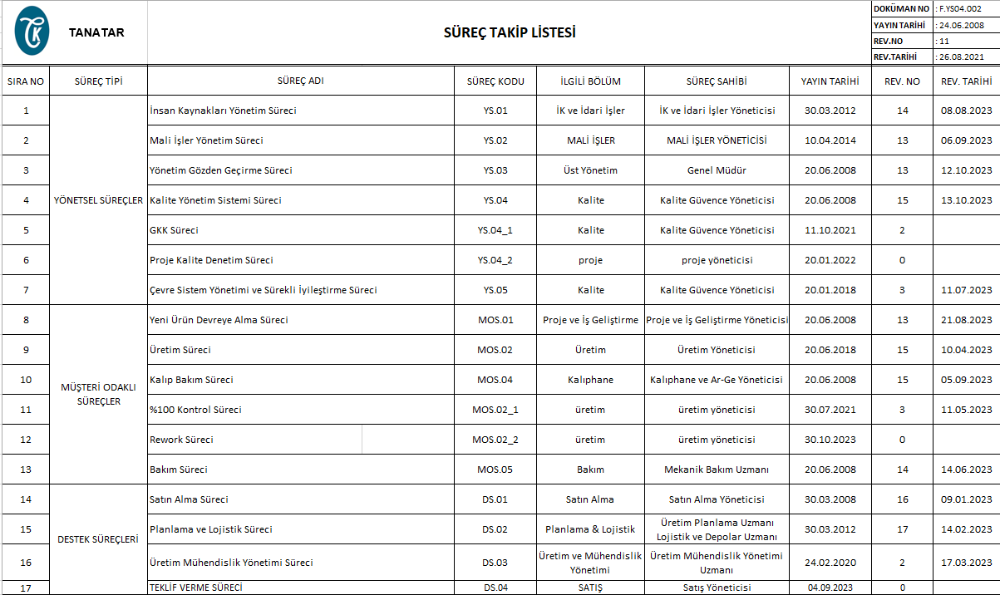 TANATAR
SÜREÇ TAKİP LİSTESİ
DOKÜMAN NO : F.YS04.002
YAYIN TARİHİ : 24.06.2008
REV.NO : 11
REV.TARİHİ : 26.08.2021
SIRA NO SÜREÇ TİPİ SÜREÇ ADI SÜREÇ KODU İLGİLİ BÖLÜM SÜREÇ SAHİBİ YAYIN TARİHİ REV. NO REV. TARİHİ
1 İnsan Kaynakları Yönetim Süreci YS.01 İK ve İdari İşler İK ve İdari İşler Yöneticisi 30.03.2012 14 08.08.2023
2 Mali İşler Yönetim Süreci YS.02 MALİ İŞLER MALİ İŞLER YÖNETİCİSİ 10.04.2014 13 06.09.2023
3 Yönetim Gözden Geçirme Süreci YS.03 Üst Yönetim Genel Müdür 20.06.2008 13 12.10.2023
4 YÖNETSEL SÜREÇLER Kalite Yönetim Sistemi Süreci YS.04 Kalite Kalite Güvence Yöneticisi 20.06.2008 15 13.10.2023
5 GKK Süreci YS.04_1 Kalite Kalite Güvence Yöneticisi 11.10.2021 2
6 Proje Kalite Denetim Süreci YS.04_2 proje proje yöneticisi 20.01.2022 0
7 Çevre Sistem Yönetimi ve Sürekli İyileştirme Süreci YS.05 Kalite Kalite Güvence Yöneticisi 20.01.2018 3 11.07.2023
8 Yeni Ürün Devreye Alma Süreci MOS.01 Proje ve İş Geliştirme Proje ve İş Geliştirme Yöneticisi 20.06.2008 13 21.08.2023
9 Üretim Süreci MOS.02 Üretim Üretim Yöneticisi 20.06.2018 15 10.04.2023
10 Kalıp Bakım Süreci MOS.04 Kalıphane Kalıphane ve Ar-Ge Yöneticisi 20.06.2008 15 05.09.2023
MÜŞTERİ ODAKLI
SÜREÇLER
11 %100 Kontrol Süreci MOS.02_1 üretim üretim yöneticisi 30.07.2021 3 11.05.2023
12 Rework Süreci MOS.02_2 üretim üretim yöneticisi 30.10.2023 0
13 Bakım Süreci MOS.05 Bakım Mekanik Bakım Uzmanı 20.06.2008 14 14.06.2023
14 Satın Alma Süreci DS.01 Satın Alma Satın Alma Yöneticisi 30.03.2008 16 09.01.2023
15 Planlama ve Lojistik Süreci DS.02 Planlama & Lojistik Üretim Planlama Uzmanı
Lojistik ve Depolar Uzmanı 30.03.2012 17 14.02.2023
DESTEK SÜREÇLERİ
16 Üretim Mühendislik Yönetimi Süreci DS.03 Üretim ve Mühendislik
Yönetimi Üretim Mühendislik Yönetimi
Uzmanı 24.02.2020 2 17.03.2023
17 TEKLİF VERME SÜRECİ DS.04 SATIŞ Satış Yöneticisi 04.09.2023 0